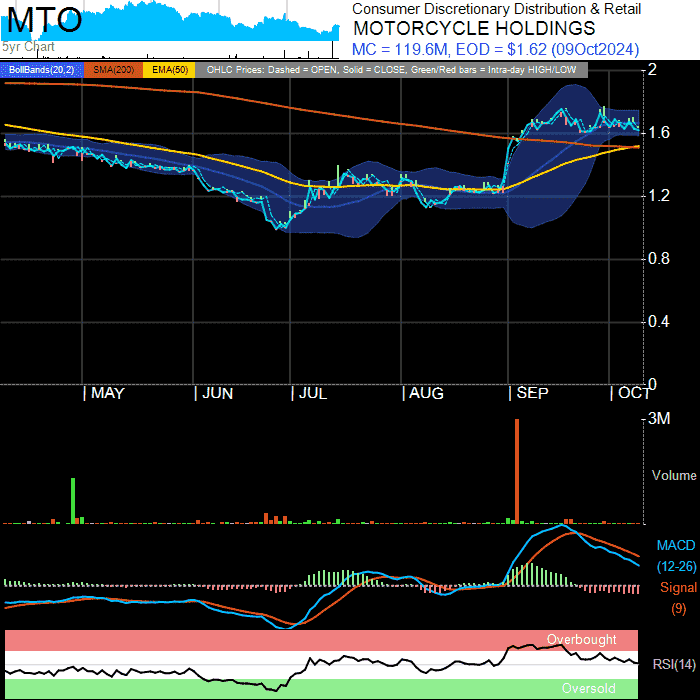 MTO
5yr Chart
Consumer Discretionary Distribution & Retail
MOTORCYCLE HOLDINGS
MC = 119.6M, EOD = $1.62 (09Oct2024)
BollBands(20,2) SMA(200) EMA(50) OHLC Prices: Dashed = OPEN, Solid = CLOSE, Green/Red bars = Intra-day HIGH/LOW
2
1.6
1.2
0.8
0.4
0
MAY JUN JUL AUG SEP OCT
3M
Volume
MACD
(12-26)
Signal
(9)
Overbought
RSI(14)
Oversold